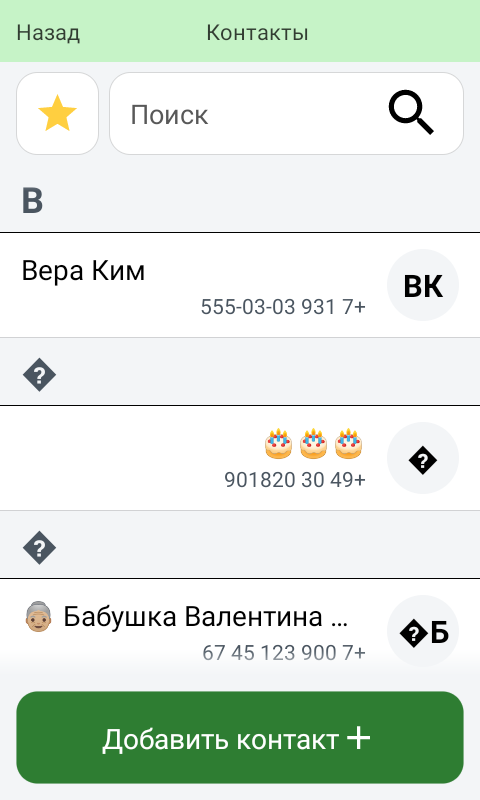 Назад Контакты
Поиск
В
Вера Ким
555-03-03 931 7+
ВК
�
🎂🎂🎂
901820 30 49+
�
�
👵🏼 Бабушка Валентина …
67 45 123 900 7+
�Б
Добавить контакт +